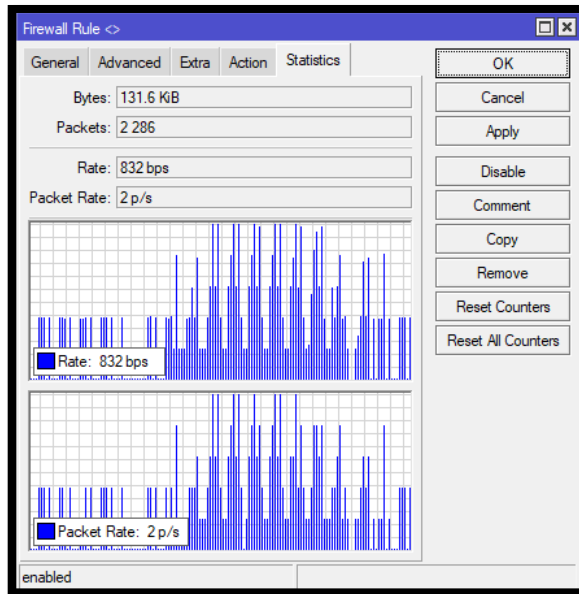 Firewall Rule <>
General Advanced Extra Action Statistics
Bytes: 131.6 KiB
Packets: 2 286
Rate: 832 bps
Packet Rate: 2 p/s
Rate: 832 bps
Packet Rate: 2 p/s
OK
Cancel
Apply
Disable
Comment
Copy
Remove
Reset Counters
Reset All Counters
enabled